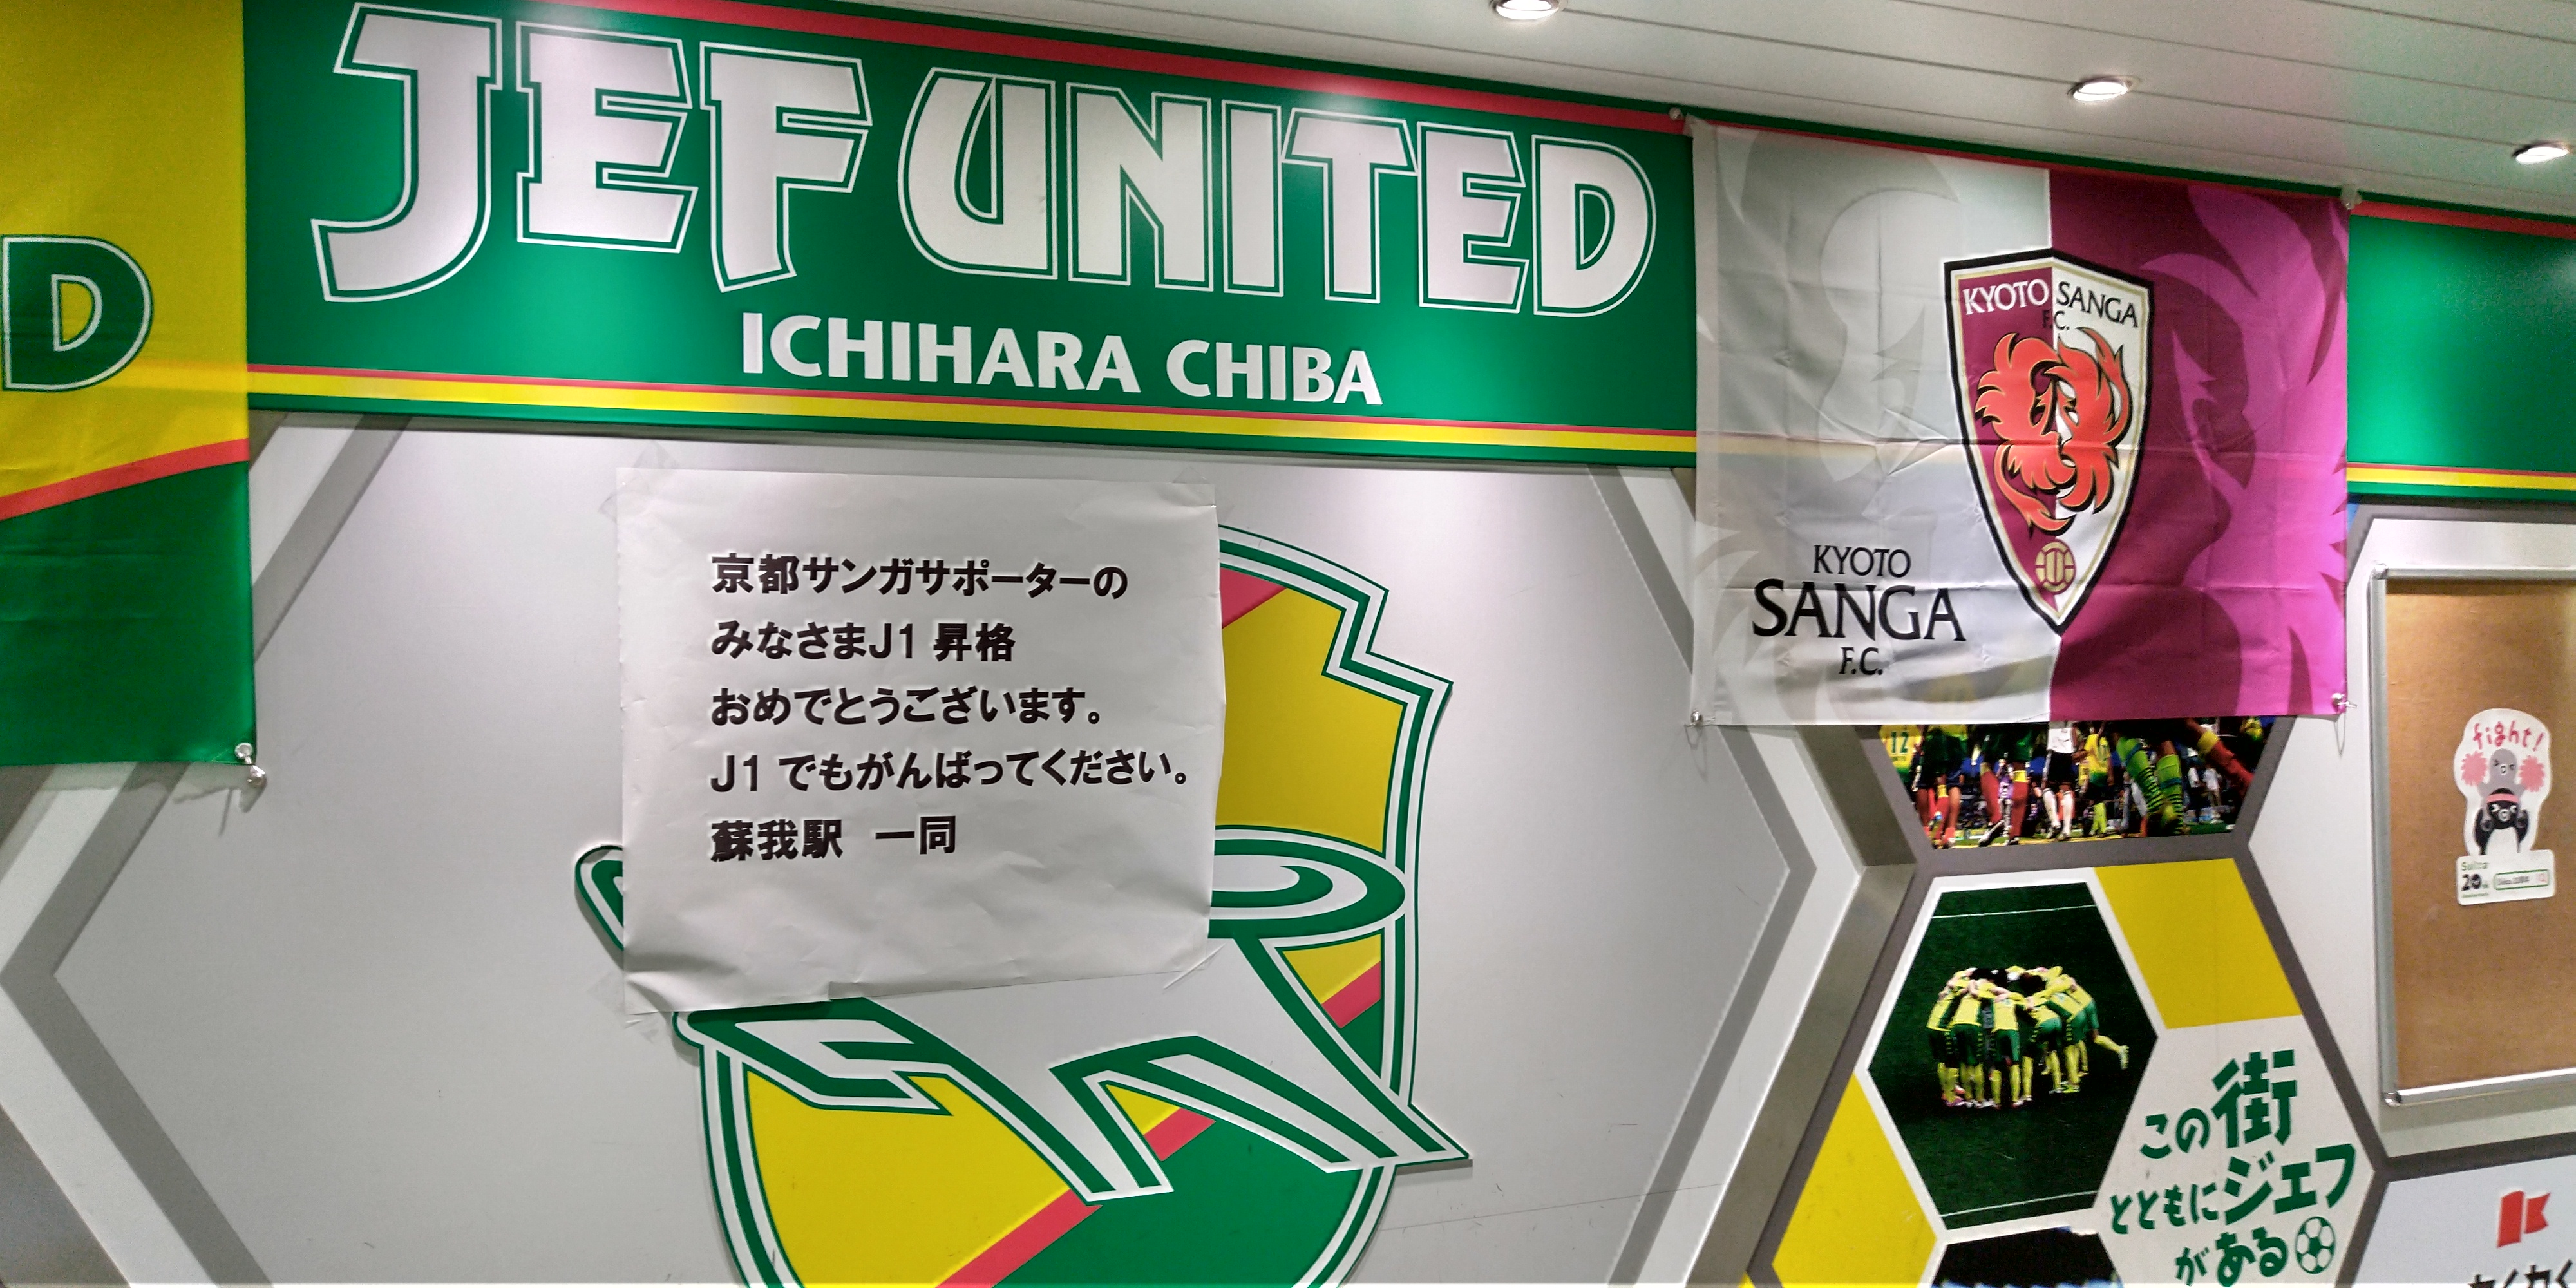 D
JEF UNITED
ICHIHARA CHIBA
京都サンガサポーターの
みなさまJ1 昇格
おめでとうございます。
J1 でもがんばってください。
蘇我駅　一同
KYOTO SANGA
F.C.
KYOTO
SANGA
F.C.
12
fight!
Suica
20th
この街
とともにジェフ
がある